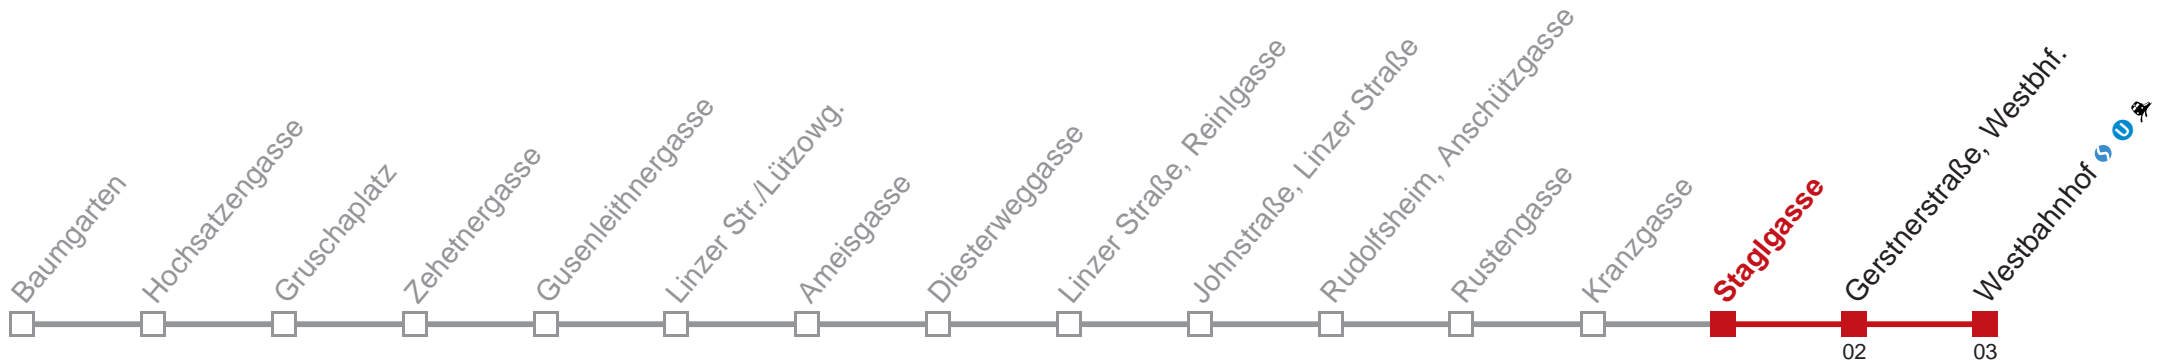 Baumgarten
Hochsatzengasse
Gruschaplatz
Zehetnergasse
Gusenleithnergasse
Linzer Str./Lützowg.
Ameisgasse
Diesterweggasse
Linzer Straße, Reinlgasse
Johnstraße, Linzer Straße
Rudolfsheim, Anschützgasse
Rustengasse
Kranzgasse
Staglgasse
Gerstnerstraße, Westbhf.
Westbahnhof S U
02
03